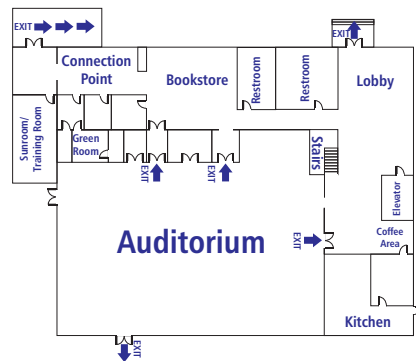 EXIT
EXIT
Connection
Point
Bookstore
Restroom
Restroom
Lobby
Sunroom/
Training Room
Green
Room
Stairs
EXIT
EXIT
Elevator
Auditorium
EXIT
Coffee
Area
Kitchen
EXIT